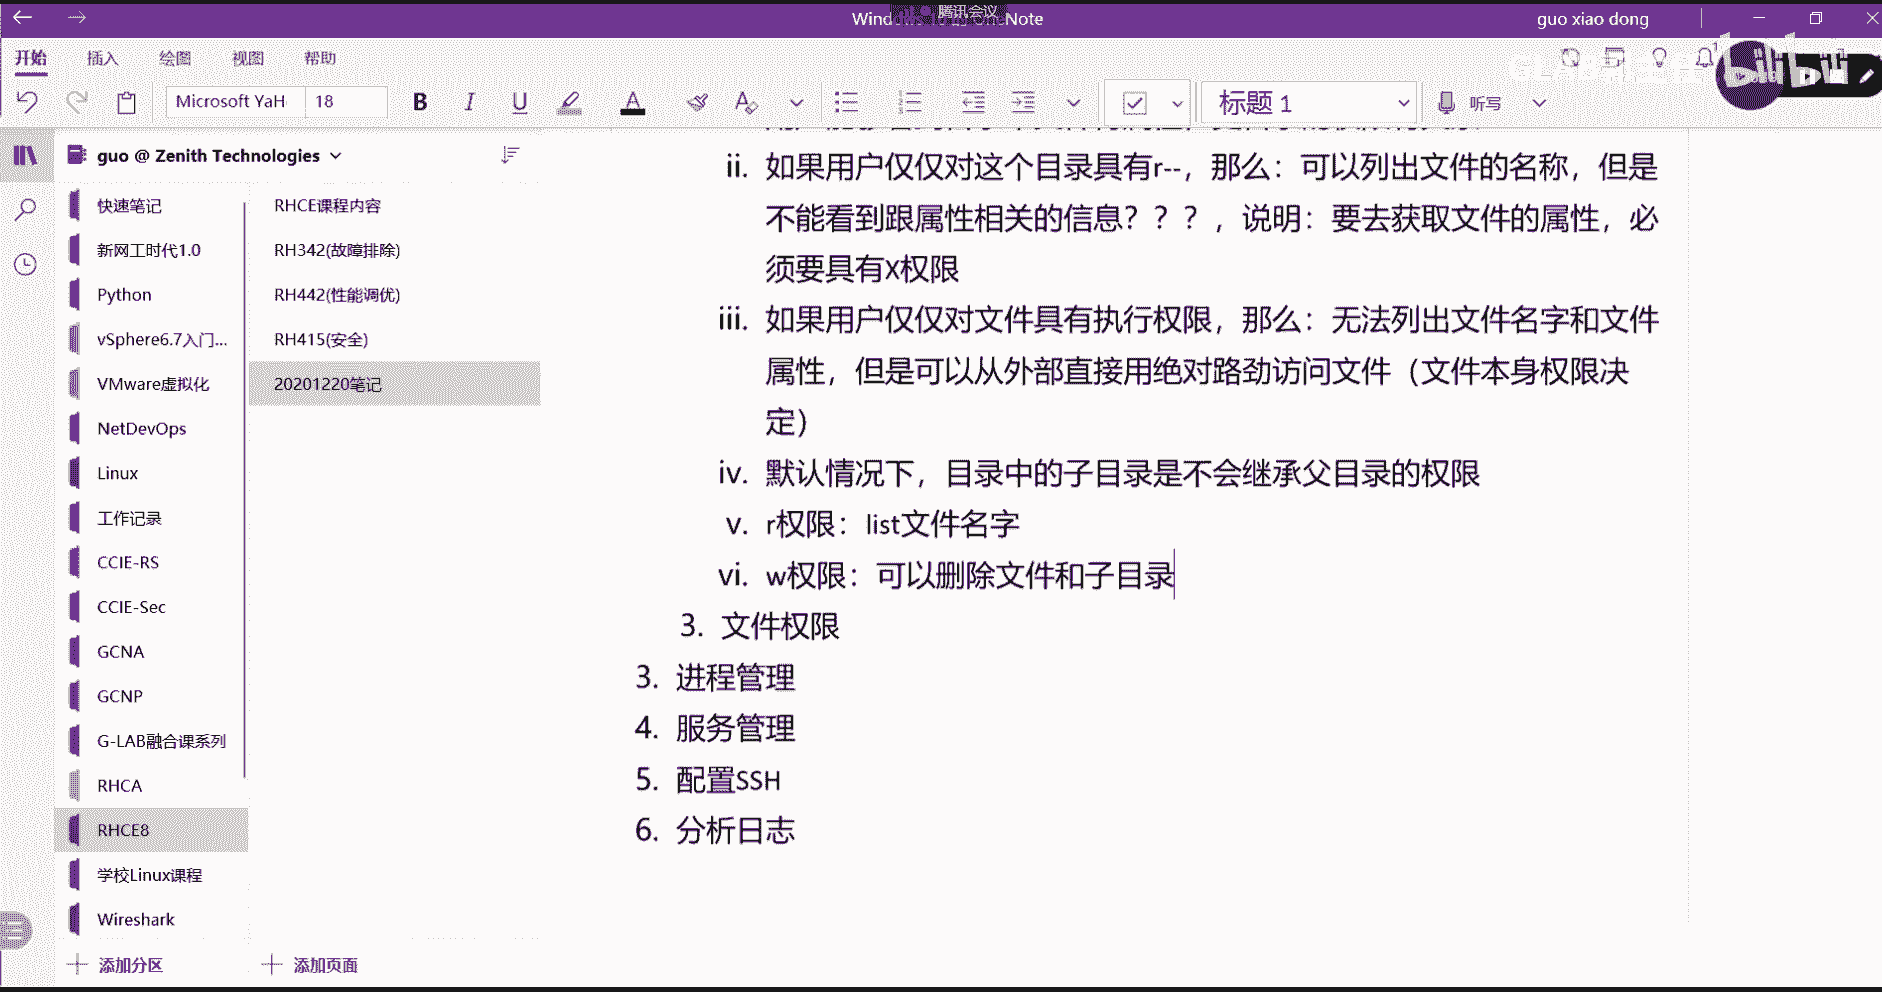 腾讯会议
Wind
Note
guo xiao dong
开始 插入 绘图 视图 帮助
Microsoft YaH 18 B I U A 标题 1 听写
bilibili
guo @ Zenith Technologies
快速笔记
新网工时代1.0
Python
vSphere6.7入门...
VMware虚拟化
NetDevOps
Linux
工作记录
CCIE-RS
CCIE-Sec
GCNA
GCNP
G-LAB融合课系列
RHCA
RHCE8
学校Linux课程
Wireshark
添加分区
RHCE课程内容
RH342(故障排除)
RH442(性能调优)
RH415(安全)
20201220笔记
添加页面
ii. 如果用户仅仅对这个目录具有r--，那么：可以列出文件的名称，但是
不能看到跟属性相关的信息？？？，说明：要去获取文件的属性，必
须要具有X权限
iii. 如果用户仅仅对文件具有执行权限，那么：无法列出文件名字和文件
属性，但是可以从外部直接用绝对路劲访问文件（文件本身权限决
定）
iv. 默认情况下，目录中的子目录是不会继承父目录的权限
v. r权限：list文件名字
vi. w权限：可以删除文件和子目录
3. 文件权限
3. 进程管理
4. 服务管理
5. 配置SSH
6. 分析日志